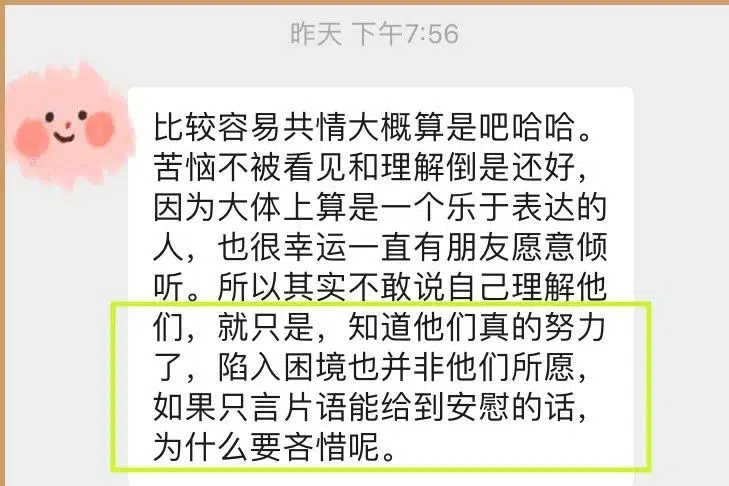 昨天 下午7:56
比较容易共情大概算是吧哈哈。
苦恼不被看见和理解倒是还好，
因为大体上算是一个乐于表达的
人，也很幸运一直有朋友愿意倾
听。所以其实不敢说自己理解他
们，就只是，知道他们真的努力
了，陷入困境也并非他们所愿，
如果只言片语能给到安慰的话，
为什么要吝惜呢。